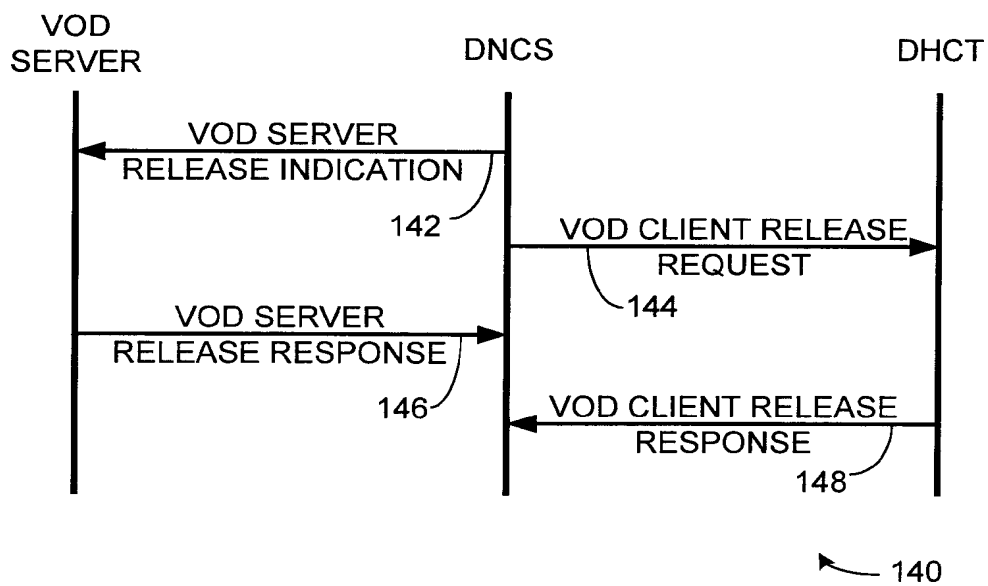 VOD
SERVER
DNCS
DHCT
VOD SERVER
RELEASE INDICATION
142
VOD CLIENT RELEASE
REQUEST
144
VOD SERVER
RELEASE RESPONSE
146
VOD CLIENT RELEASE
RESPONSE
148
140